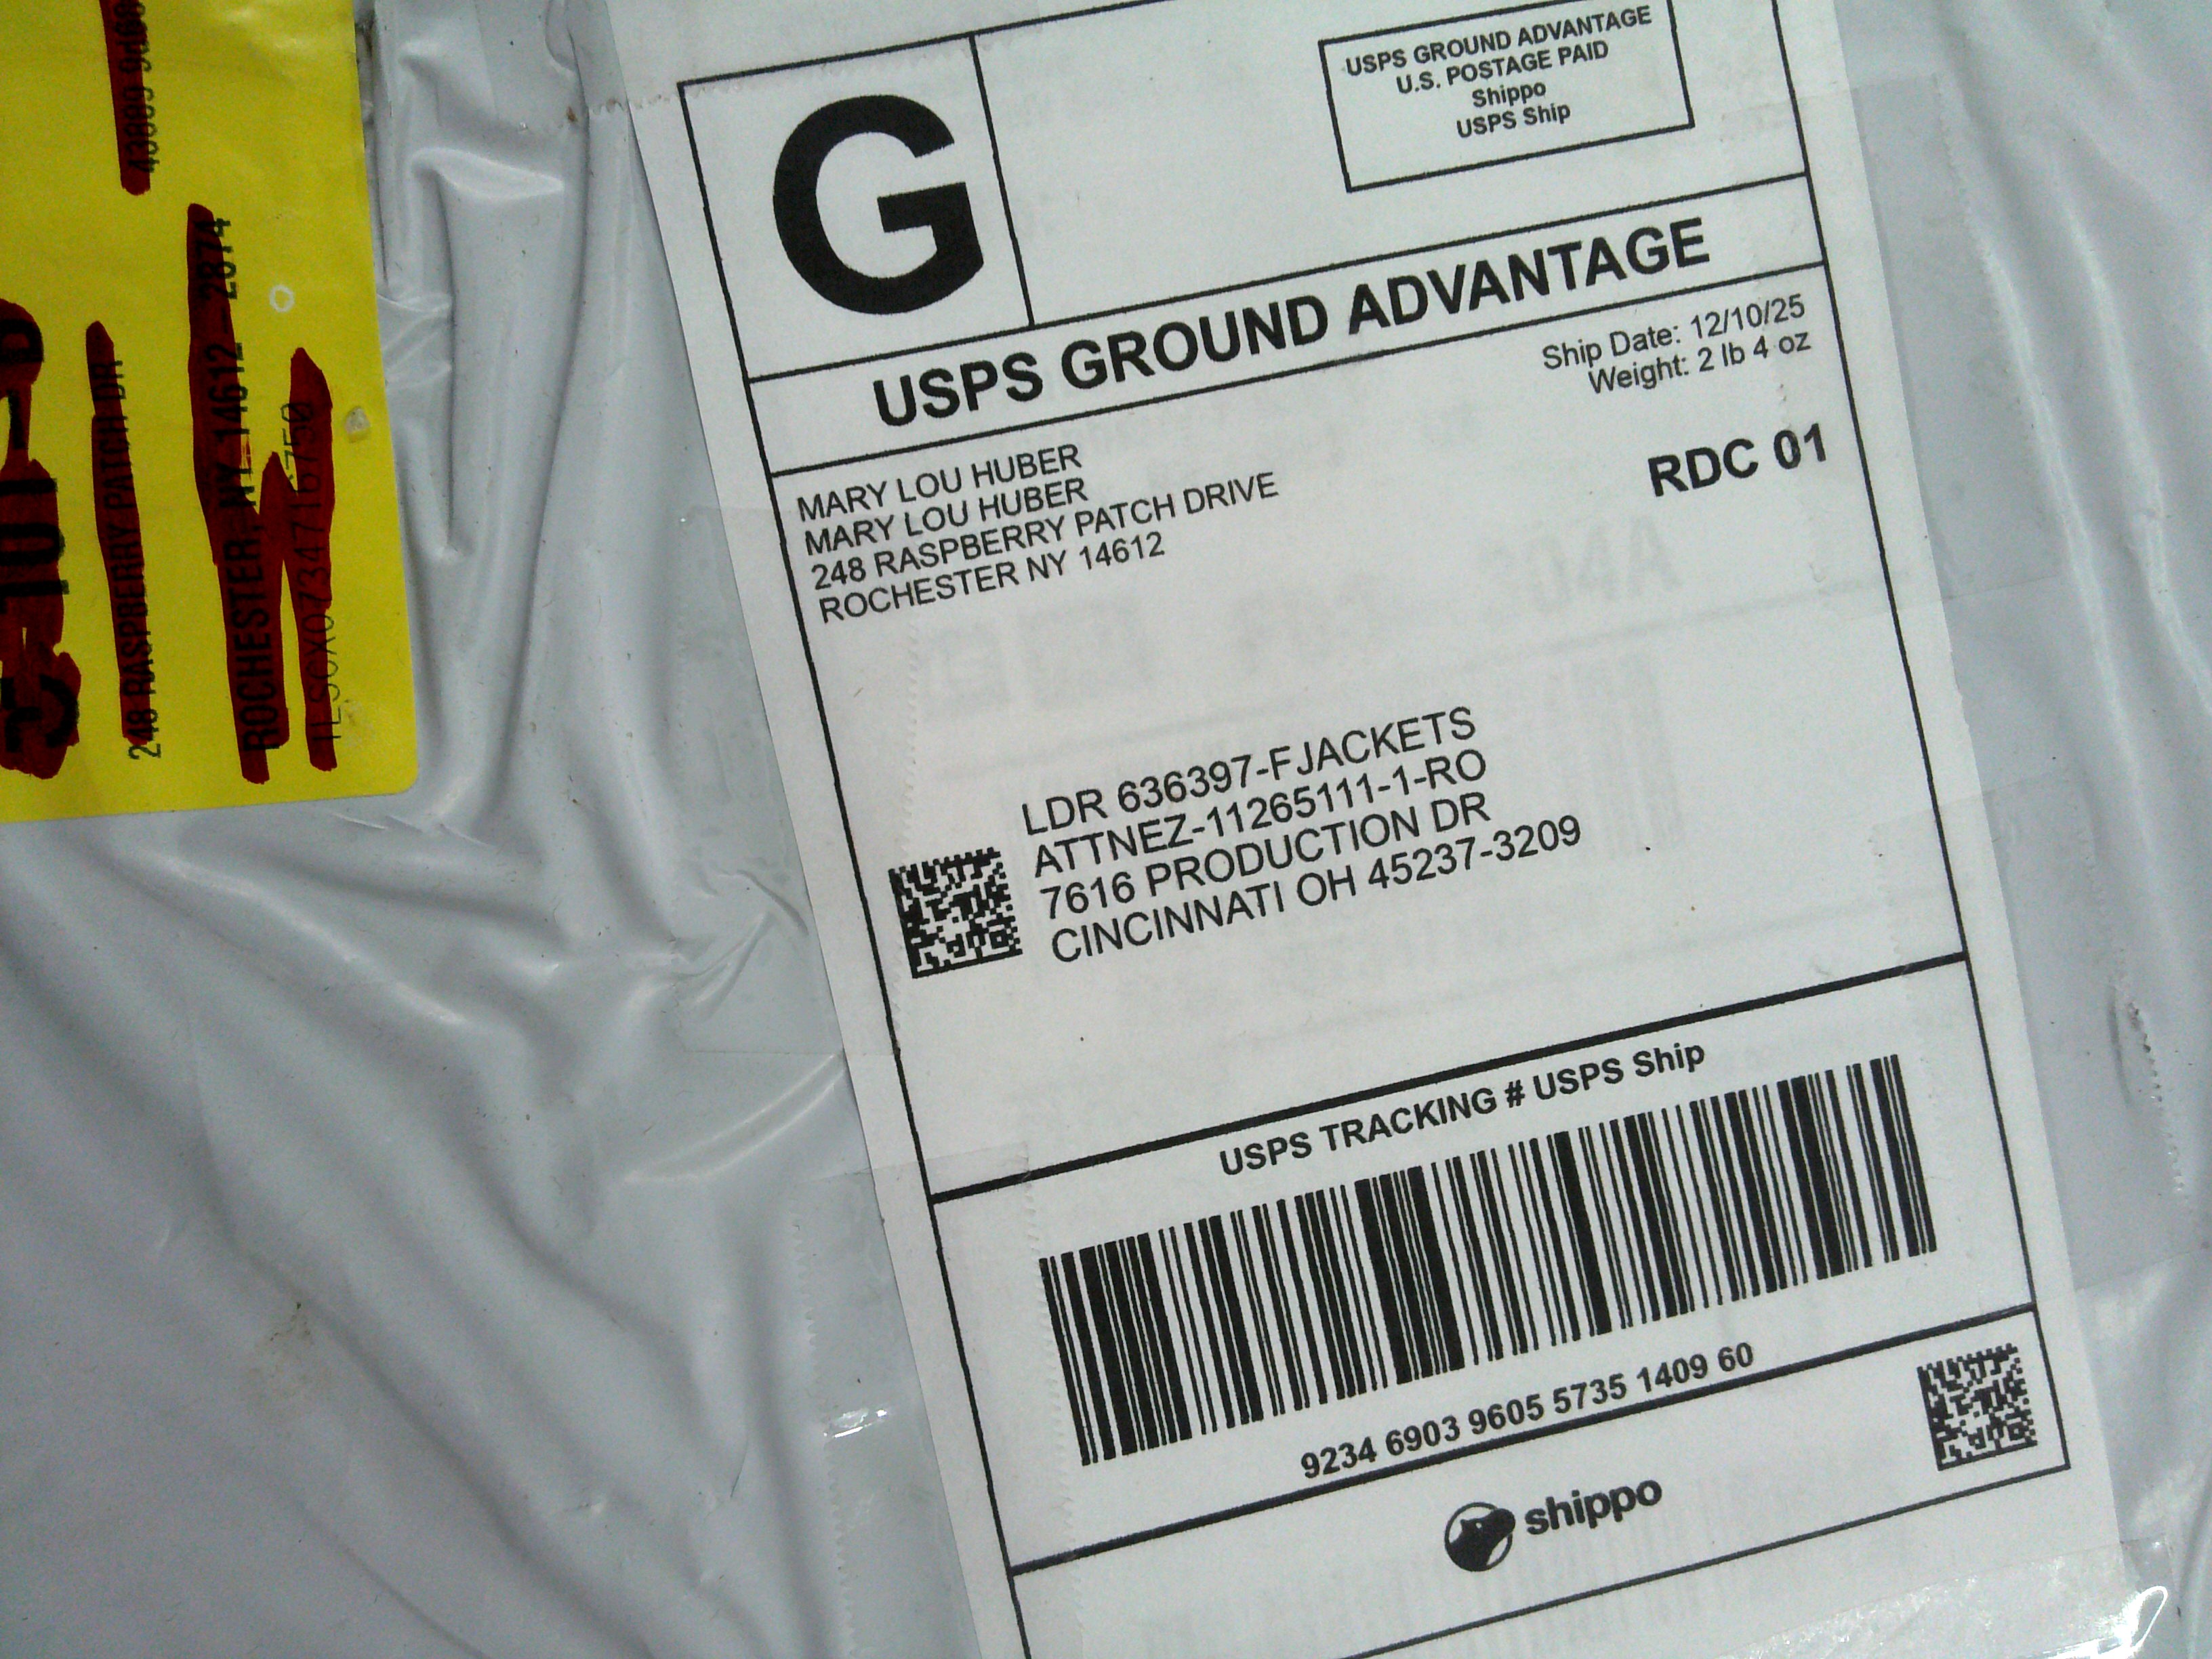 G
USPS GROUND ADVANTAGE
U.S. POSTAGE PAID
Shippo
USPS Ship
USPS GROUND ADVANTAGE
Ship Date: 12/10/25
Weight: 2 lb 4 oz
RDC 01
MARY LOU HUBER
MARY LOU HUBER
248 RASPBERRY PATCH DRIVE
ROCHESTER NY 14612
LDR 636397-FJACKETS
ATTNEZ-11265111-1-RO
7616 PRODUCTION DR
CINCINNATI OH 45237-3209
USPS TRACKING # USPS Ship
9234 6903 9605 5735 1409 60
shippo
248 RASPBERRY PATCH DR
ROCHESTER, NY 14612-2874